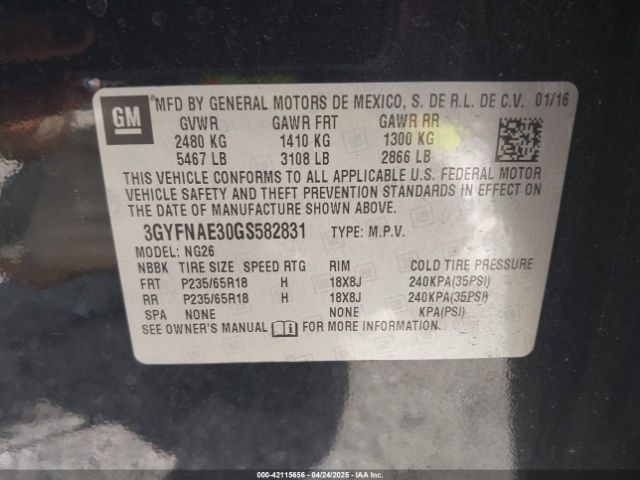 GM
MFD BY GENERAL MOTORS DE MEXICO, S. DE R.L. DE C.V. 01/16
GVWR GAWR FRT GAWR RR
2480 KG 1410 KG 1300 KG
5467 LB 3108 LB 2866 LB
THIS VEHICLE CONFORMS TO ALL APPLICABLE U.S. FEDERAL MOTOR
VEHICLE SAFETY AND THEFT PREVENTION STANDARDS IN EFFECT ON
THE DATE OF MANUFACTURE SHOWN ABOVE.
3GYFNAE30GS582831 TYPE: M.P.V.
MODEL: NG26
NBBK TIRE SIZE SPEED RTG RIM COLD TIRE PRESSURE
FRT P235/65R18 H 18X8J 240KPA(35PSI)
RR P235/65R18 H 18X8J 240KPA(35PSI)
SPA NONE NONE KPA(PSI)
SEE OWNER'S MANUAL FOR MORE INFORMATION.
000-42115656 - 04/24/2025 - IAA Inc.